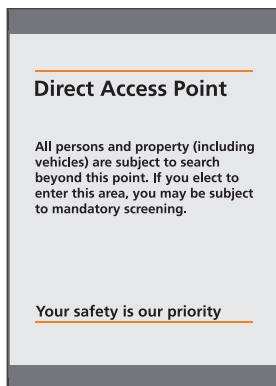 Direct Access Point
All persons and property (including
vehicles) are subject to search
beyond this point. If you elect to
enter this area, you may be subject
to mandatory screening.
Your safety is our priority